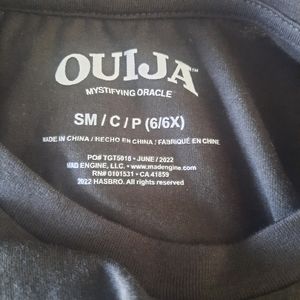 OUIJA™
MYSTIFYING ORACLE
SM / C / P (6/6X)
MADE IN CHINA / HECHO EN CHINA / FABRIQUÉ EN CHINE
PO# TGT5016 • JUNE / 2022
MAD ENGINE, LLC. • www.madengine.com
RN# 0101531 • CA 41859
2022 HASBRO. All rights reserved